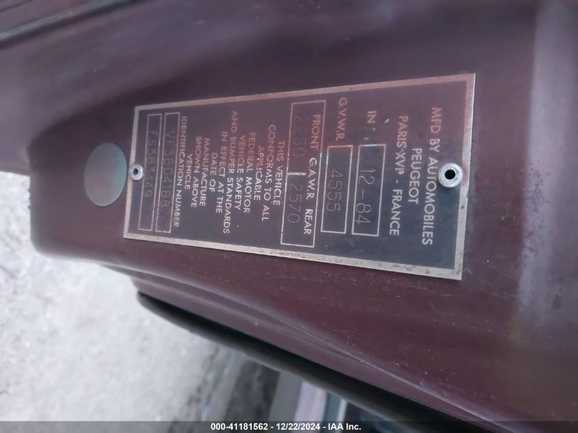 MFD BY AUTOMOBILES
PEUGEOT
PARIS XVIe - FRANCE
IN: 12-84
G.V.W.R. 4555
FRONT G.A.W.R. REAR
2570
THIS VEHICLE
CONFORMS TO ALL
APPLICABLE
FEDERAL MOTOR
VEHICLE SAFETY
AND BUMPER STANDARDS
IN EFFECT AT THE
DATE OF
MANUFACTURE
SHOWN ABOVE
VEHICLE
IDENTIFICATION NUMBER
000-41181562 - 12/22/2024 - IAA Inc.